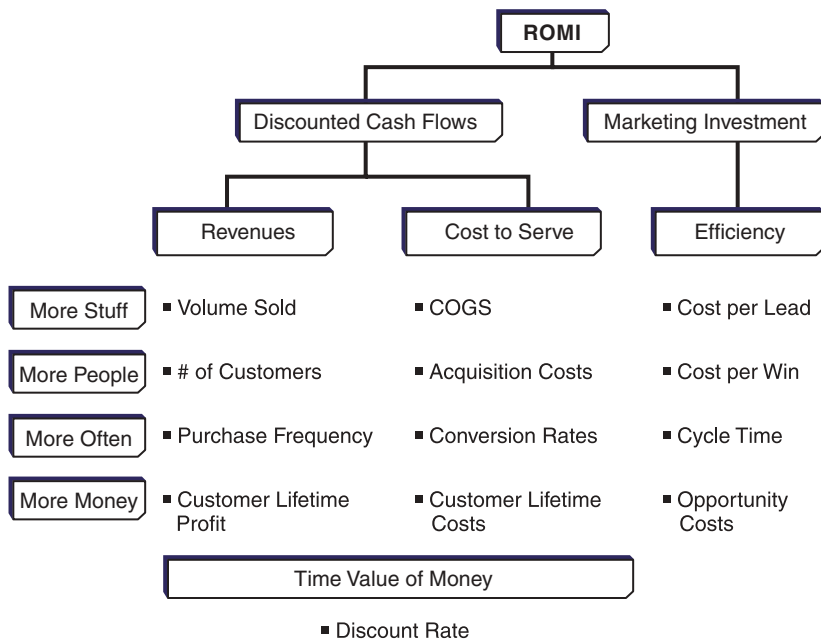 ROMI
Discounted Cash Flows
Marketing Investment
Revenues
Cost to Serve
Efficiency
More Stuff
▪ Volume Sold
▪ COGS
▪ Cost per Lead
More People
▪ # of Customers
▪ Acquisition Costs
▪ Cost per Win
More Often
▪ Purchase Frequency
▪ Conversion Rates
▪ Cycle Time
More Money
▪ Customer Lifetime
Profit
▪ Customer Lifetime
Costs
▪ Opportunity
Costs
Time Value of Money
▪ Discount Rate